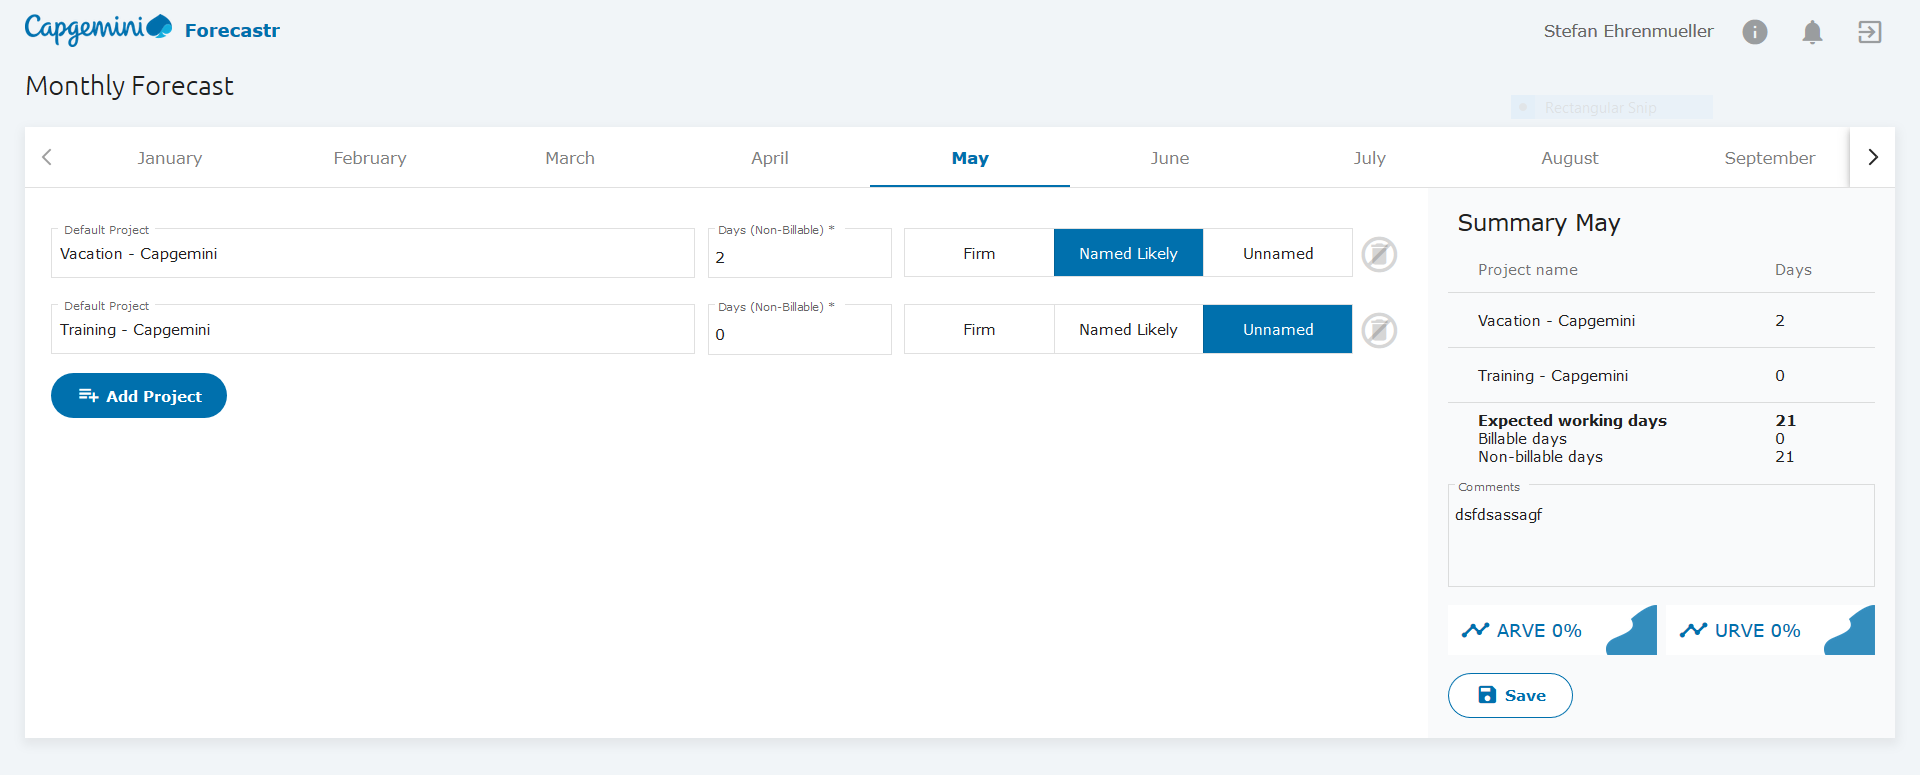 Capgemini Forecastr
Stefan Ehrenmueller
Monthly Forecast
Rectangular Snip
January February March April May June July August September
Default Project
Vacation - Capgemini
Days (Non-Billable) *
2
Firm Named Likely Unnamed
Default Project
Training - Capgemini
Days (Non-Billable) *
0
Firm Named Likely Unnamed
Add Project
Summary May
Project name Days
Vacation - Capgemini 2
Training - Capgemini 0
Expected working days 21
Billable days 0
Non-billable days 21
Comments
dsfdsassagf
ARVE 0% URVE 0%
Save